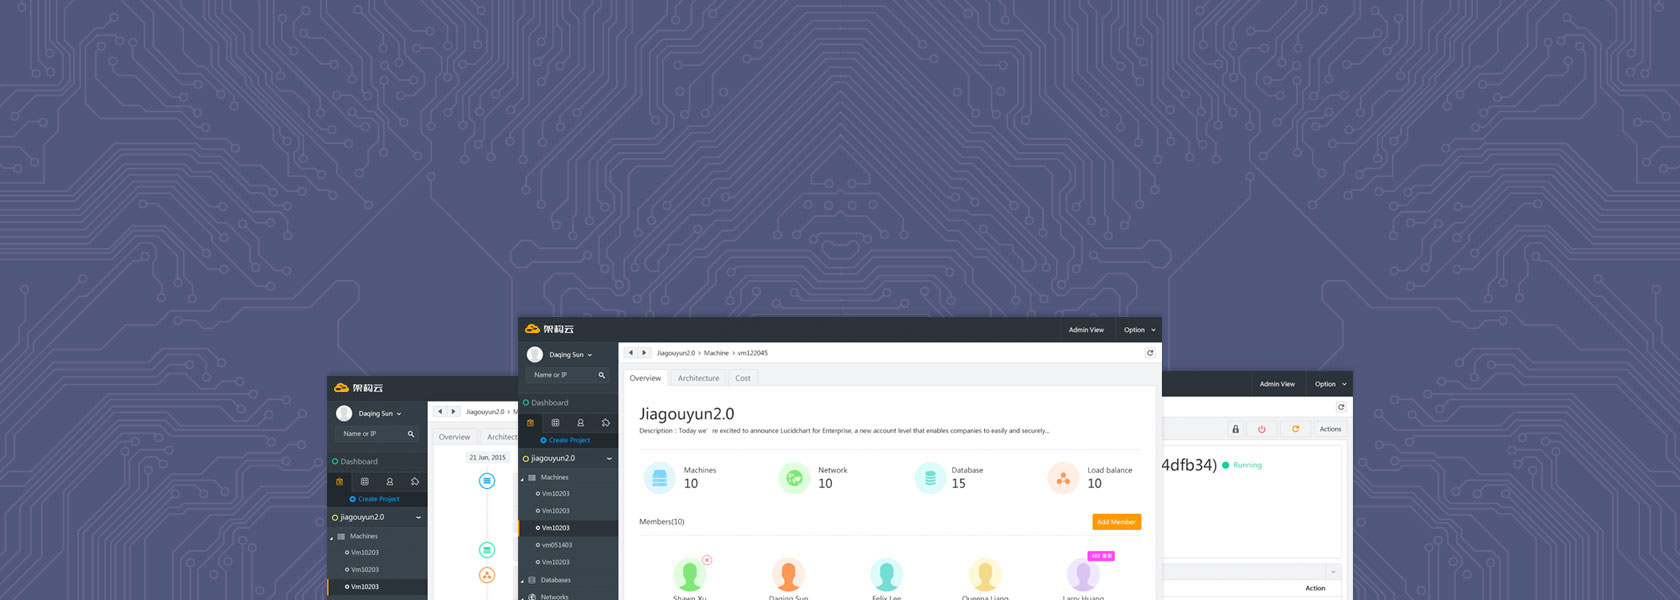 架构云
Daqing Sun
Name or IP
Dashboard
Create Project
jiagouyun2.0
Machines
Vm10203
Vm10203
Vm10203
Jiagouyun2.0 > M
Overview
Architect
21 Jun, 2015
架构云
Admin View
Option
Daqing Sun
Name or IP
Dashboard
Create Project
jiagouyun2.0
Machines
Vm10203
Vm10203
Vm10203
vm051403
Vm10203
Databases
Networks
Jiagouyun2.0 > Machine > vm122045
Overview
Architecture
Cost
Jiagouyun2.0
Description : Today we're excited to announce Lucidchart for Enterprise, a new account level that enables companies to easily and securely...
Machines
10
Network
10
Database
15
Load balance
10
Members(10)
Add Member
Shawn Xu
Daqing Sun
Felix Lee
Queena Liang
Larry Huang
Admin View
Option
Actions
4dfb34)
Running
Action